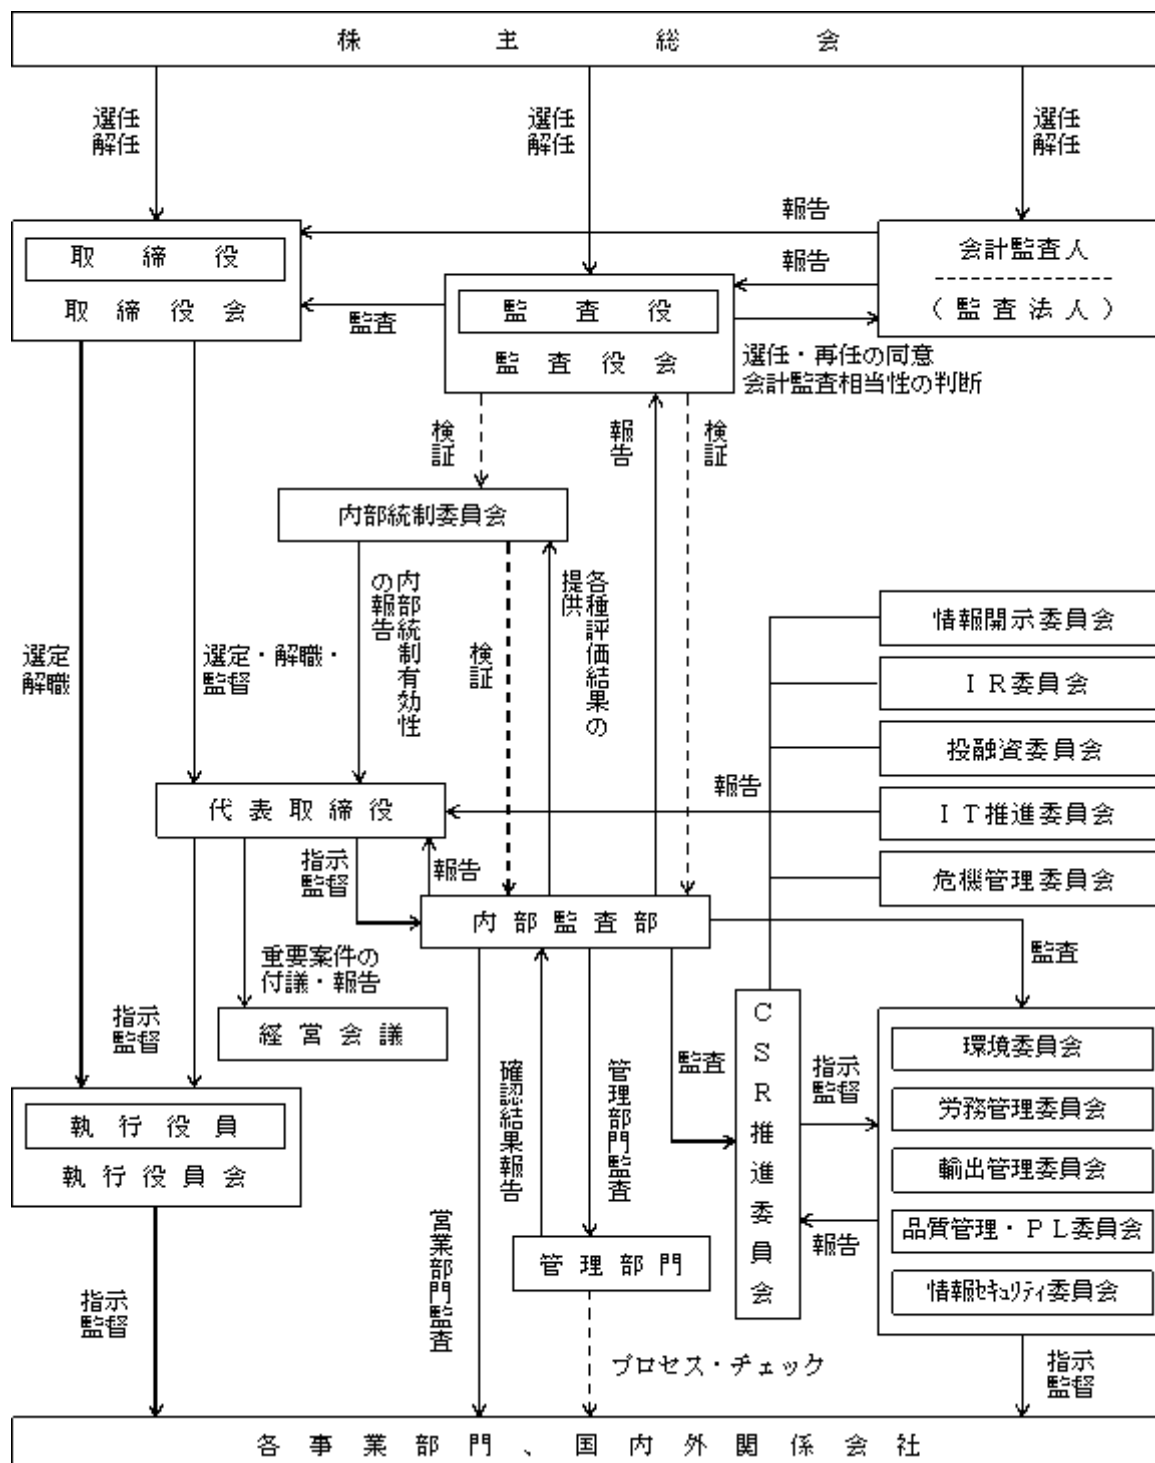 株主総会
選任
解任
選任
解任
選任
解任
報告
取締役
取締役会
会計監査人
（監査法人）
報告
監査
監査役
監査役会
選任・再任の同意
会計監査相当性の判断
検証
報告
検証
内部統制委員会
選定
解職
選定・解職・
監督
内部統制有効性
の報告
検証
各種評価結果の
提供
情報開示委員会
ＩＲ委員会
投融資委員会
ＩＴ推進委員会
危機管理委員会
報告
代表取締役
指示
監督
報告
内部監査部
監査
重要案件の
付議・報告
経営会議
指示
監督
確認結果報告
管理部門監査
監査
ＣＳＲ推進委員会
指示
監督
報告
環境委員会
労務管理委員会
輸出管理委員会
品質管理・ＰＬ委員会
情報ｾｷｭﾘﾃｨ委員会
執行役員
執行役員会
営業部門監査
管理部門
指示
監督
プロセス・チェック
指示
監督
各事業部門、国内外関係会社